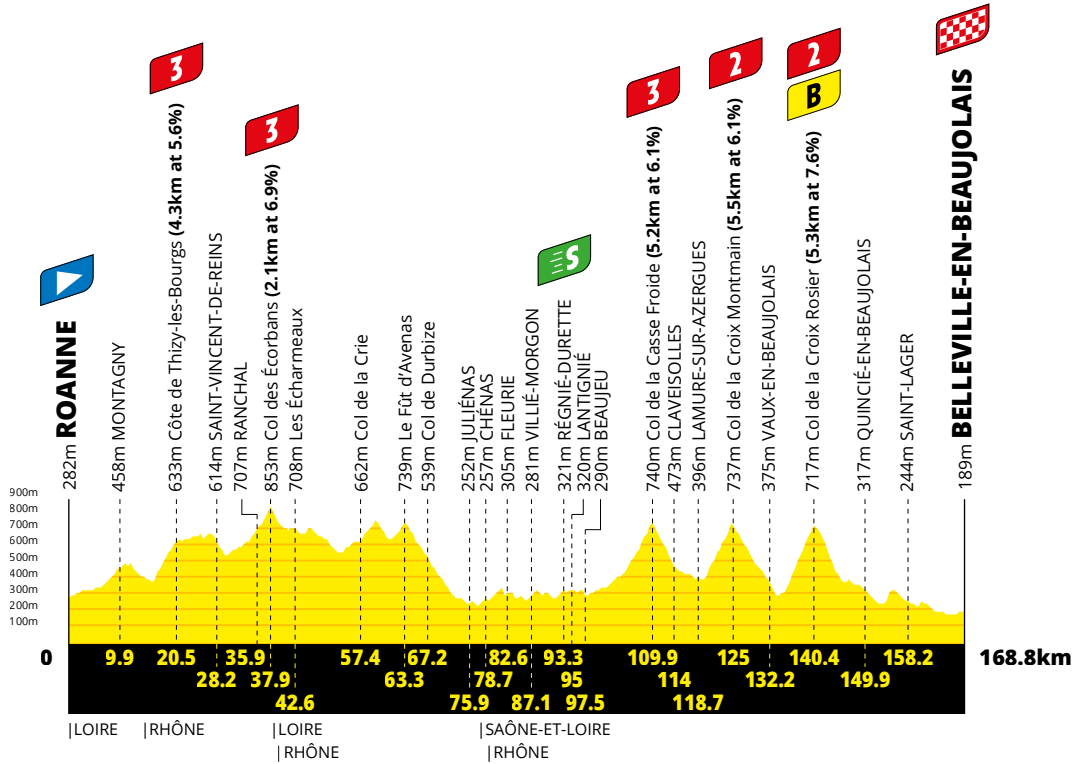 3
3
3
2
2
B
S
282m ROANNE
458m MONTAGNY
633m Côte de Thizy-les-Bourgs (4.3km at 5.6%)
614m SAINT-VINCENT-DE-REINS
707m RANCHAL
853m Col des Écorbans (2.1km at 6.9%)
708m Les Écharmeaux
662m Col de la Crie
739m Le Fût d'Avenas
539m Col de Durbize
252m JULIÉNAS
257m CHÉNAS
305m FLEURIE
281m VILLIÉ-MORGON
321m RÉGNIÉ-DURETTE
320m LANTIGNIÉ
290m BEAUJEU
740m Col de la Casse Froide (5.2km at 6.1%)
473m CLAVEISOLLES
396m LAMURE-SUR-AZERGUES
737m Col de la Croix Montmain (5.5km at 6.1%)
375m VAUX-EN-BEAUJOLAIS
717m Col de la Croix Rosier (5.3km at 7.6%)
317m QUINCIÉ-EN-BEAUJOLAIS
244m SAINT-LAGER
189m BELLEVILLE-EN-BEAUJOLAIS
900m
800m
700m
600m
500m
400m
300m
200m
100m
0 9.9 20.5 35.9 57.4 67.2 82.6 93.3 109.9 125 140.4 158.2 168.8km
28.2 37.9 63.3 78.7 95 114 132.2 149.9
42.6 75.9 87.1 97.5 118.7
|LOIRE |RHÔNE |LOIRE |SAÔNE-ET-LOIRE
|RHÔNE |RHÔNE